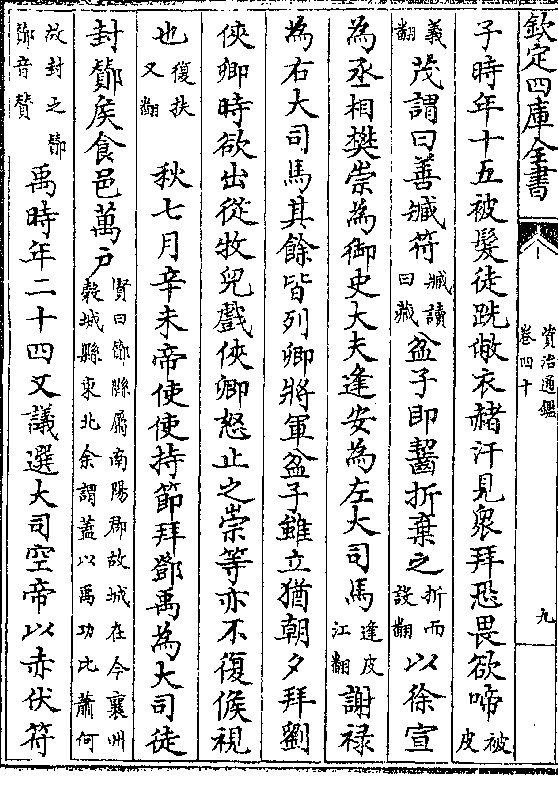 欽定四庫全書
資治通鑑
卷四十
九
子時年十五被髮徒跣敝衣赭汗見衆拜恐畏欲啼被皮
義翻茂謂曰善臧符臧讀曰藏盆子即齧折棄之折而設翻以徐宣
為丞相樊崇為御史大夫逄安為左大司馬逄皮江翻謝禄
為右大司馬其餘皆列卿將軍盆子雖立猶朝夕拜劉
俠卿時欲出從牧兒戲俠卿怒止之崇等亦不復候視
也復扶又翻秋七月辛未帝使使持節拜鄧禹為大司徒
封酇侯食邑萬户賢曰酇縣屬南陽郡故城在今襄州穀城縣東北余謂蓋以禹功比蕭何
故封之酇酇音贊禹時年二十四又議選大司空帝以赤伏符